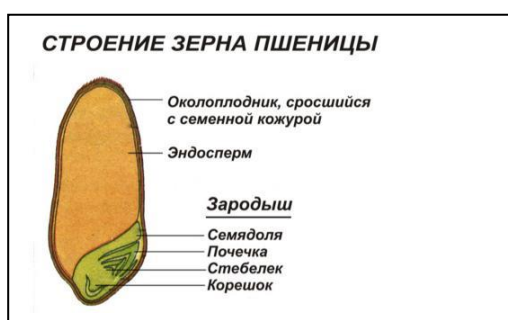 СТРОЕНИЕ ЗЕРНА ПШЕНИЦЫ
Околоплодник, сросшийся
с семенной кожурой
Эндосперм
Зародыш
Семядоля
Почечка
Стебелек
Корешок